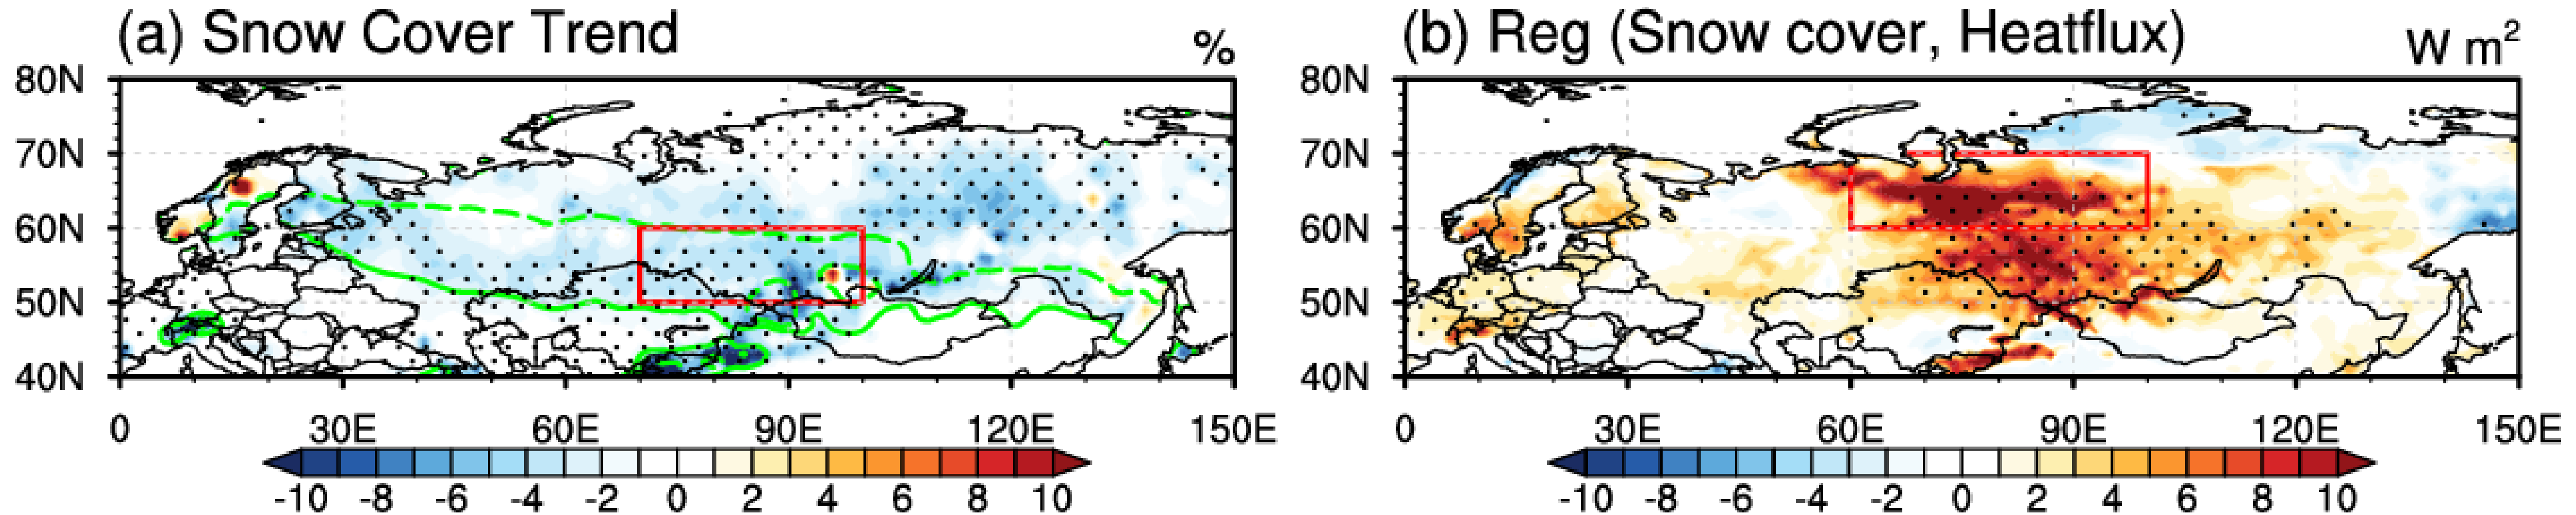 (a) Snow Cover Trend %
80N
70N
60N
50N
40N
0 30E 60E 90E 120E 150E
-10 -8 -6 -4 -2 0 2 4 6 8 10
(b) Reg (Snow cover, Heatflux) W m²
80N
70N
60N
50N
40N
0 30E 60E 90E 120E 150E
-10 -8 -6 -4 -2 0 2 4 6 8 10